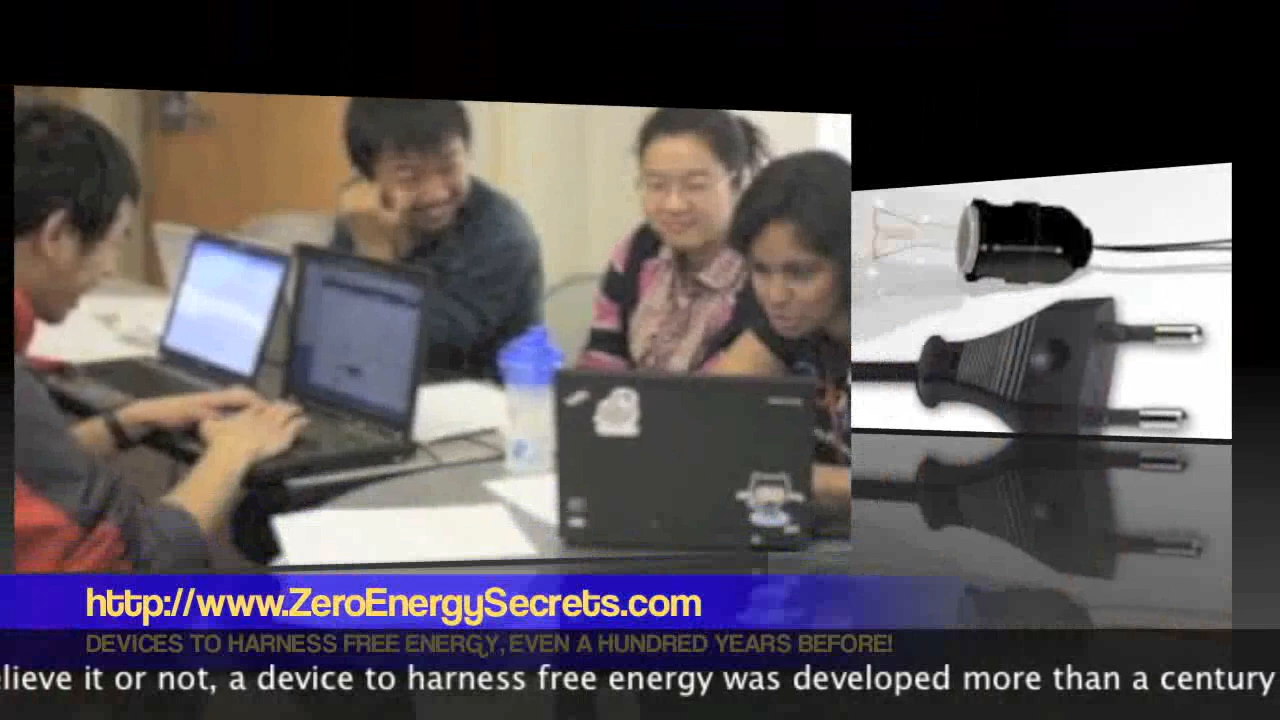 http://www.ZeroEnergySecrets.com
DEVICES TO HARNESS FREE ENERGY, EVEN A HUNDRED YEARS BEFORE!
lieve it or not, a device to harness free energy was developed more than a century